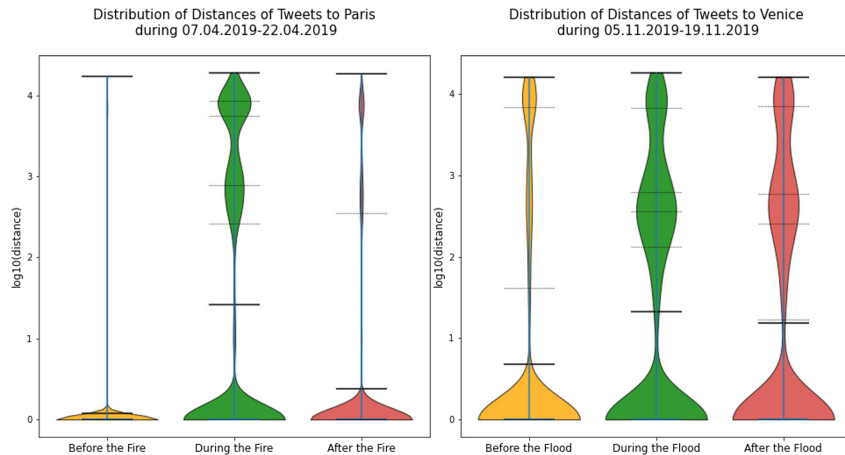 Distribution of Distances of Tweets to Paris
during 07.04.2019-22.04.2019
log10(distance)
4
3
2
1
0
Before the Fire
During the Fire
After the Fire
Distribution of Distances of Tweets to Venice
during 05.11.2019-19.11.2019
log10(distance)
4
3
2
1
0
Before the Flood
During the Flood
After the Flood